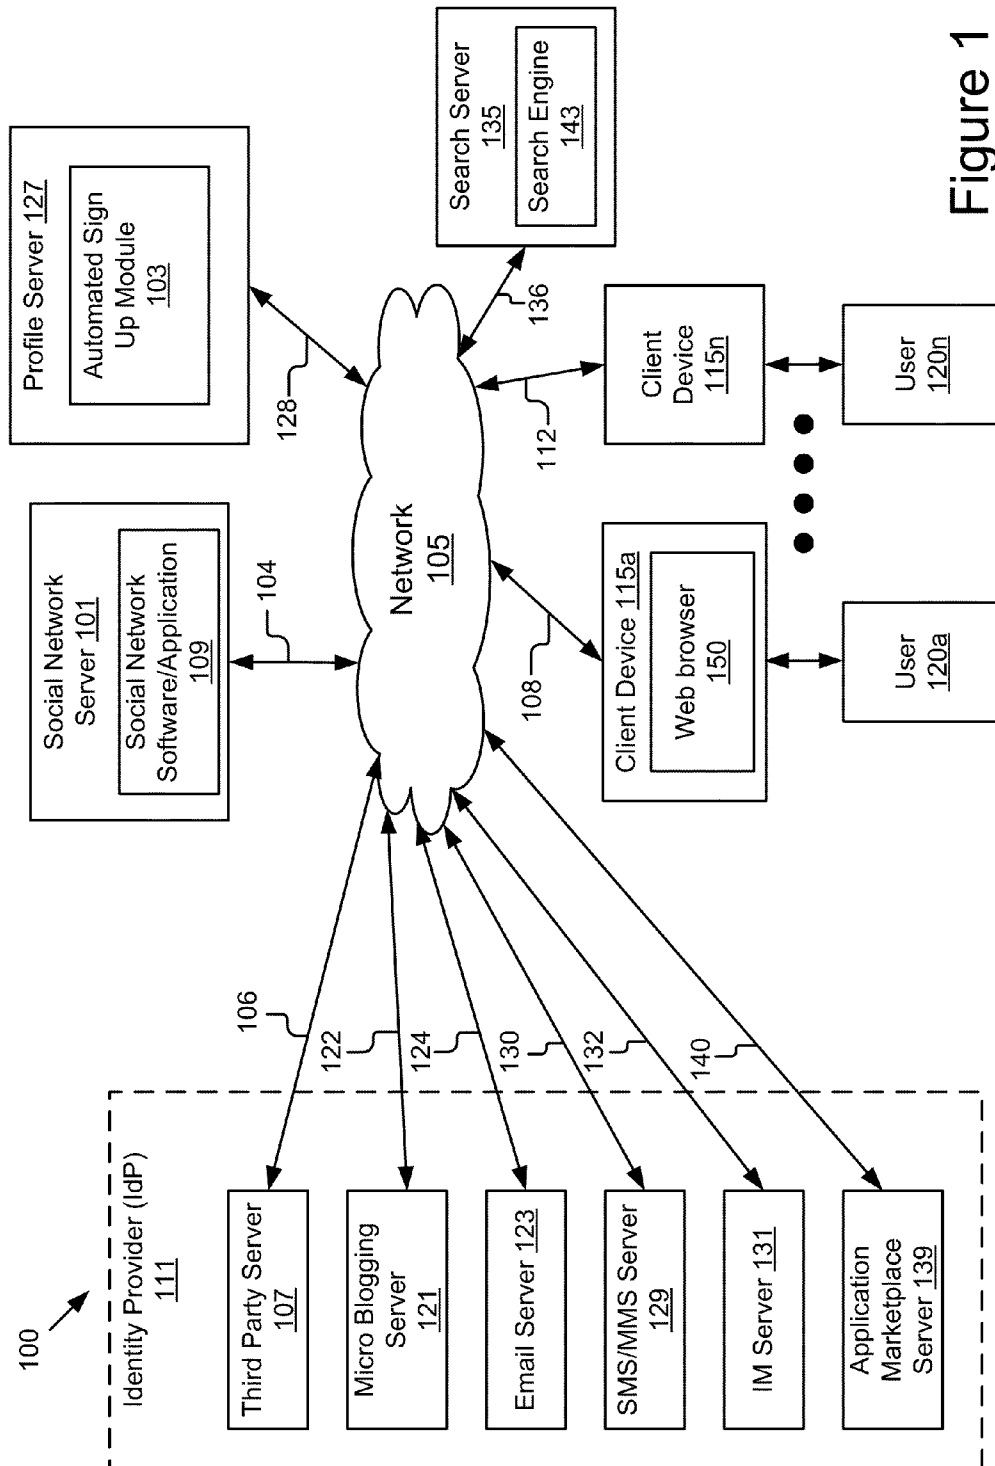 100
Identity Provider (IdP)
111
Third Party Server
107
Micro Blogging
Server
121
Email Server 123
SMS/MMS Server
129
IM Server 131
Application
Marketplace
Server 139
106
122
124
130
132
140
Social Network
Server 101
Social Network
Software/Application
109
104
Profile Server 127
Automated Sign
Up Module
103
128
Network
105
Search Server
135
Search Engine
143
136
108
112
Client Device 115a
Web browser
150
Client
Device
115n
User
120a
User
120n
Figure 1